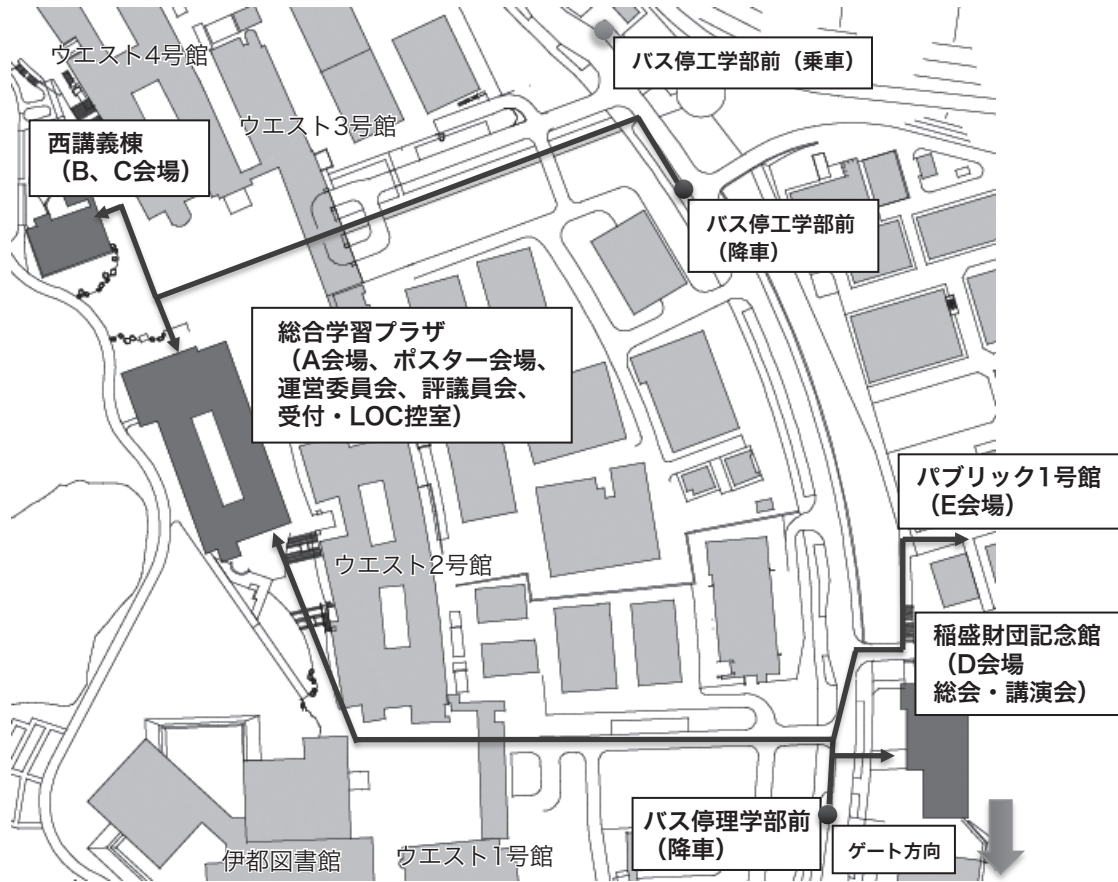 ウエスト4号館
バス停工学部前（乗車）
ウエスト3号館
西講義棟
（B、C会場）
バス停工学部前
（降車）
総合学習プラザ
（A会場、ポスター会場、
運営委員会、評議員会、
受付・LOC控室）
パブリック1号館
（E会場）
ウエスト2号館
稲盛財団記念館
（D会場
総会・講演会）
バス停理学部前
（降車）
ゲート方向
伊都図書館
ウエスト1号館